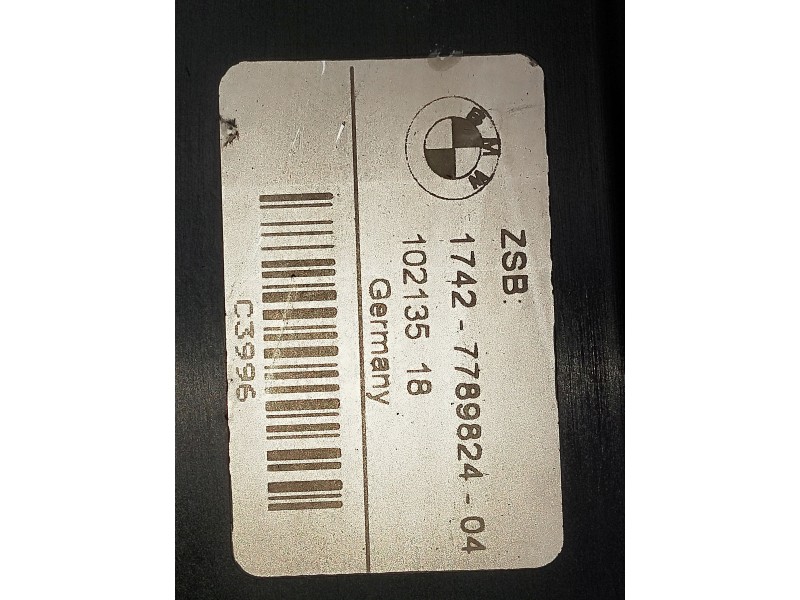 BMW
ZSB:
1742-7789824-04
102135 18
Germany
C3996